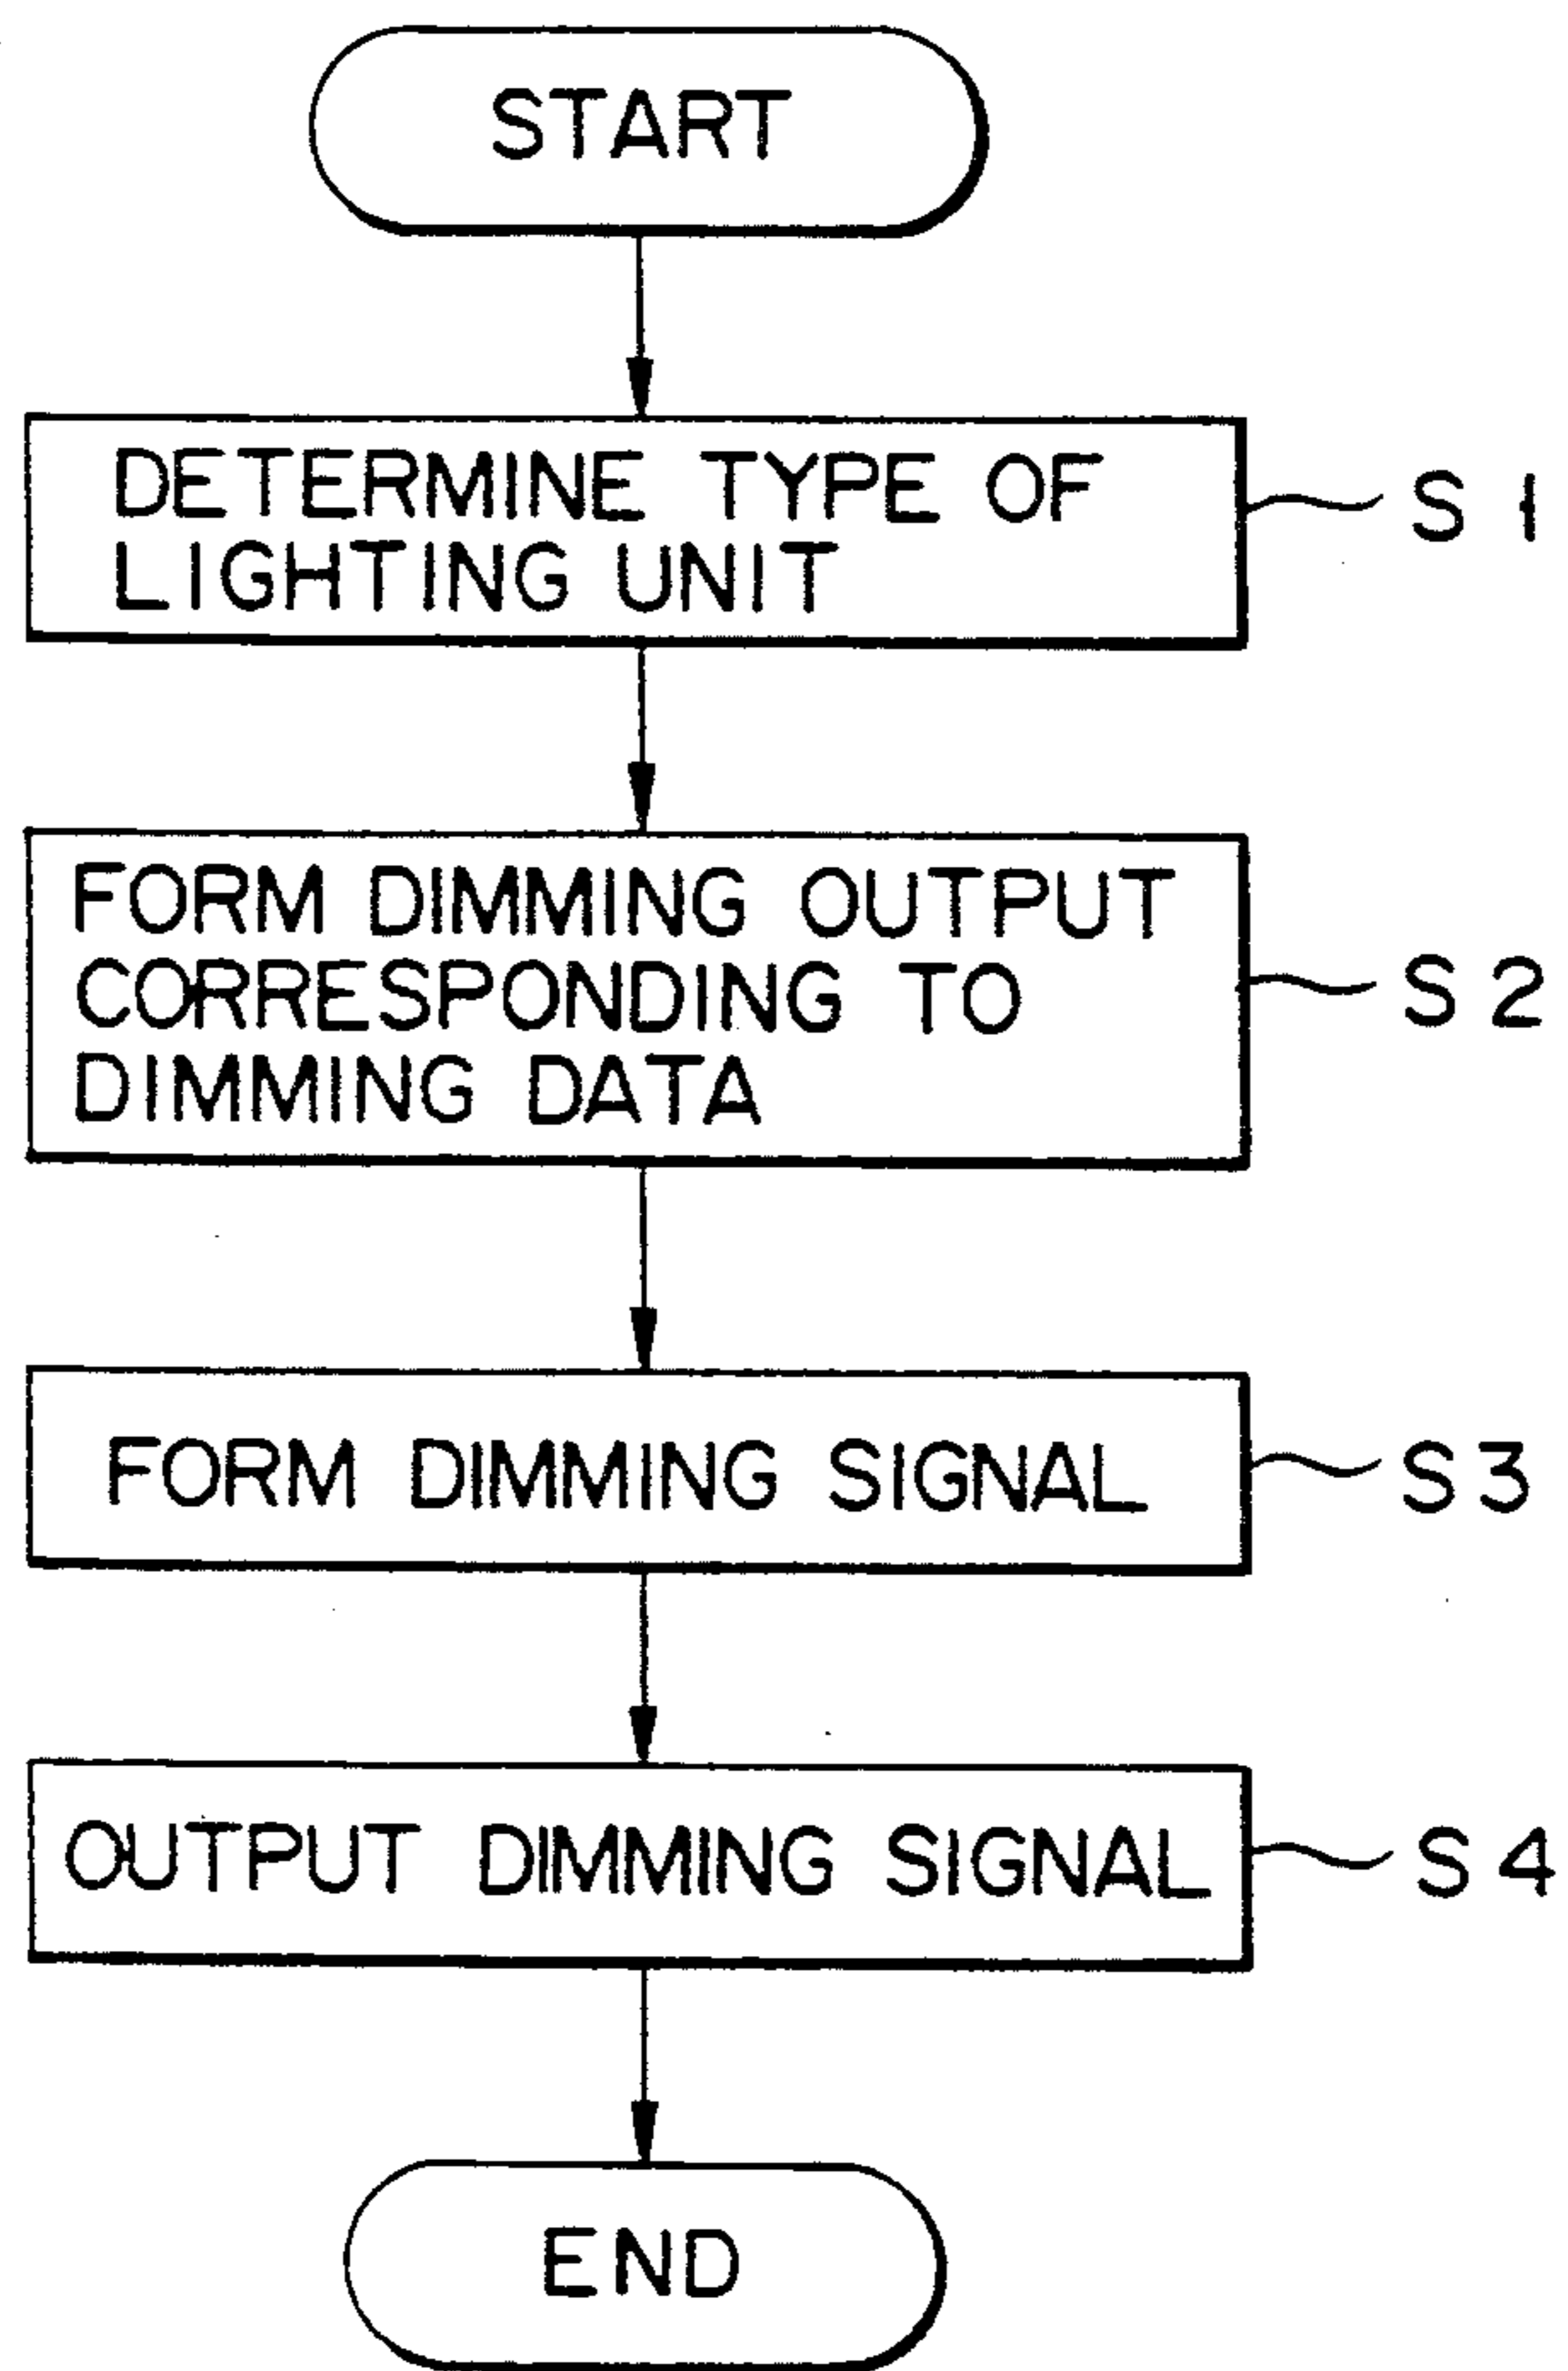 START
DETERMINE TYPE OF
LIGHTING UNIT
S1
FORM DIMMING OUTPUT
CORRESPONDING TO
DIMMING DATA
S2
FORM DIMMING SIGNAL
S3
OUTPUT DIMMING SIGNAL
S4
END